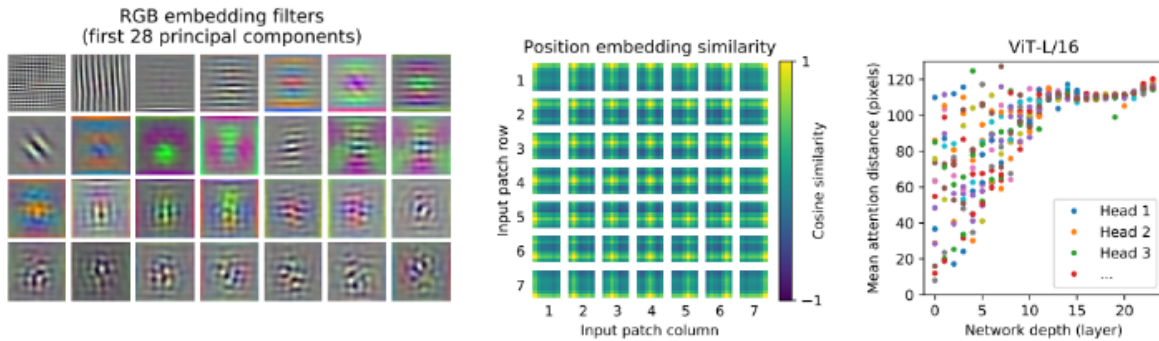 RGB embedding filters
(first 28 principal components)
Position embedding similarity
Input patch row
1
2
3
4
5
6
7
1
2
3
4
5
6
7
Input patch column
1
−1
Cosine similarity
ViT-L/16
Mean attention distance (pixels)
120
100
80
60
40
20
0
0
5
10
15
20
Network depth (layer)
Head 1
Head 2
Head 3
...